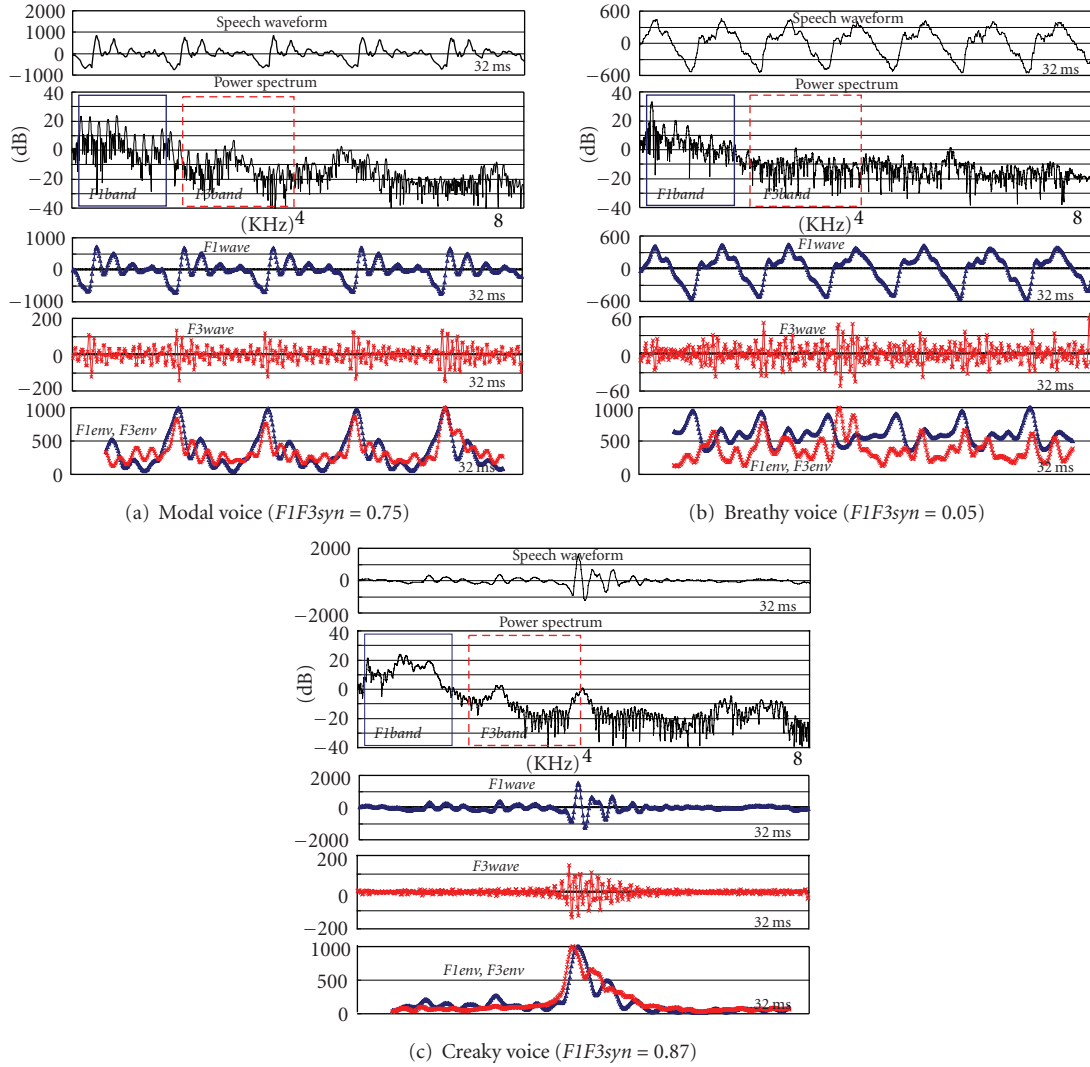 2000
1000
0
−1000
Speech waveform
32 ms
Power spectrum
40
20
0
−20
−40
(dB)
F1band
F3band
4
8
(KHz)
1000
0
−1000
F1wave
32 ms
200
0
−200
F3wave
32 ms
1000
500
0
F1env, F3env
32 ms
(a) Modal voice (F1F3syn = 0.75)
600
0
−600
Speech waveform
32 ms
Power spectrum
40
20
0
−20
−40
(dB)
F1band
F3band
4
8
(KHz)
600
0
−600
F1wave
32 ms
60
0
−60
F3wave
32 ms
1000
500
0
F1env, F3env
32 ms
(b) Breathy voice (F1F3syn = 0.05)
2000
0
−2000
Speech waveform
32 ms
Power spectrum
40
20
0
−20
−40
(dB)
F1band
F3band
4
8
(KHz)
2000
0
−2000
F1wave
32 ms
200
0
−200
F3wave
32 ms
1000
500
0
F1env, F3env
32 ms
(c) Creaky voice (F1F3syn = 0.87)